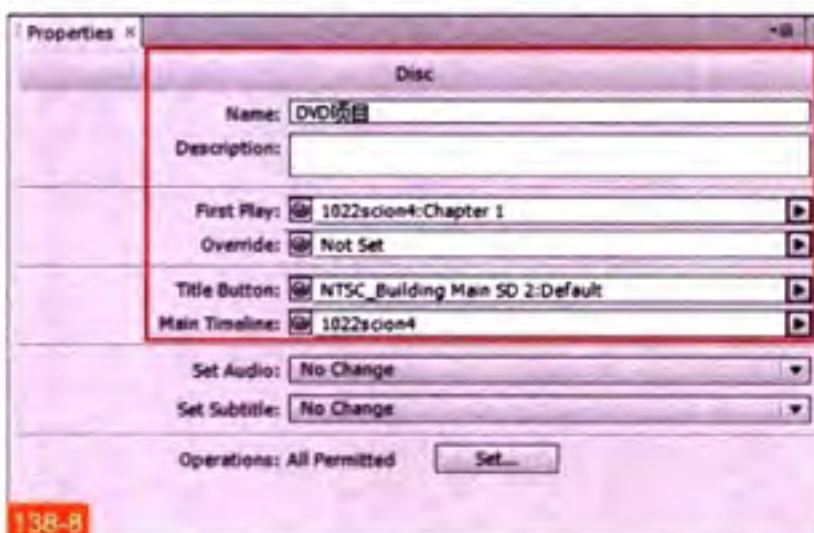 Properties ×
Disc
Name: DVD项目
Description:
First Play: 1022scion4:Chapter 1
Override: Not Set
Title Button: NTSC_Building Main SD 2:Default
Main Timeline: 1022scion4
Set Audio: No Change
Set Subtitle: No Change
Operations: All Permitted Set...
138-8